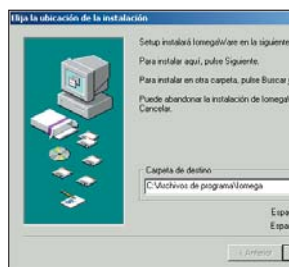 Elija la ubicación de la instalación
Setup instalará IomegaWare en la siguiente
Para instalar aquí, pulse Siguiente.
Para instalar en otra carpeta, pulse Buscar
Puede abandonar la instalación de Iomega
Cancelar.
Carpeta de destino
C:\Archivos de programa\Iomega
Espa
Espa
< Anterior